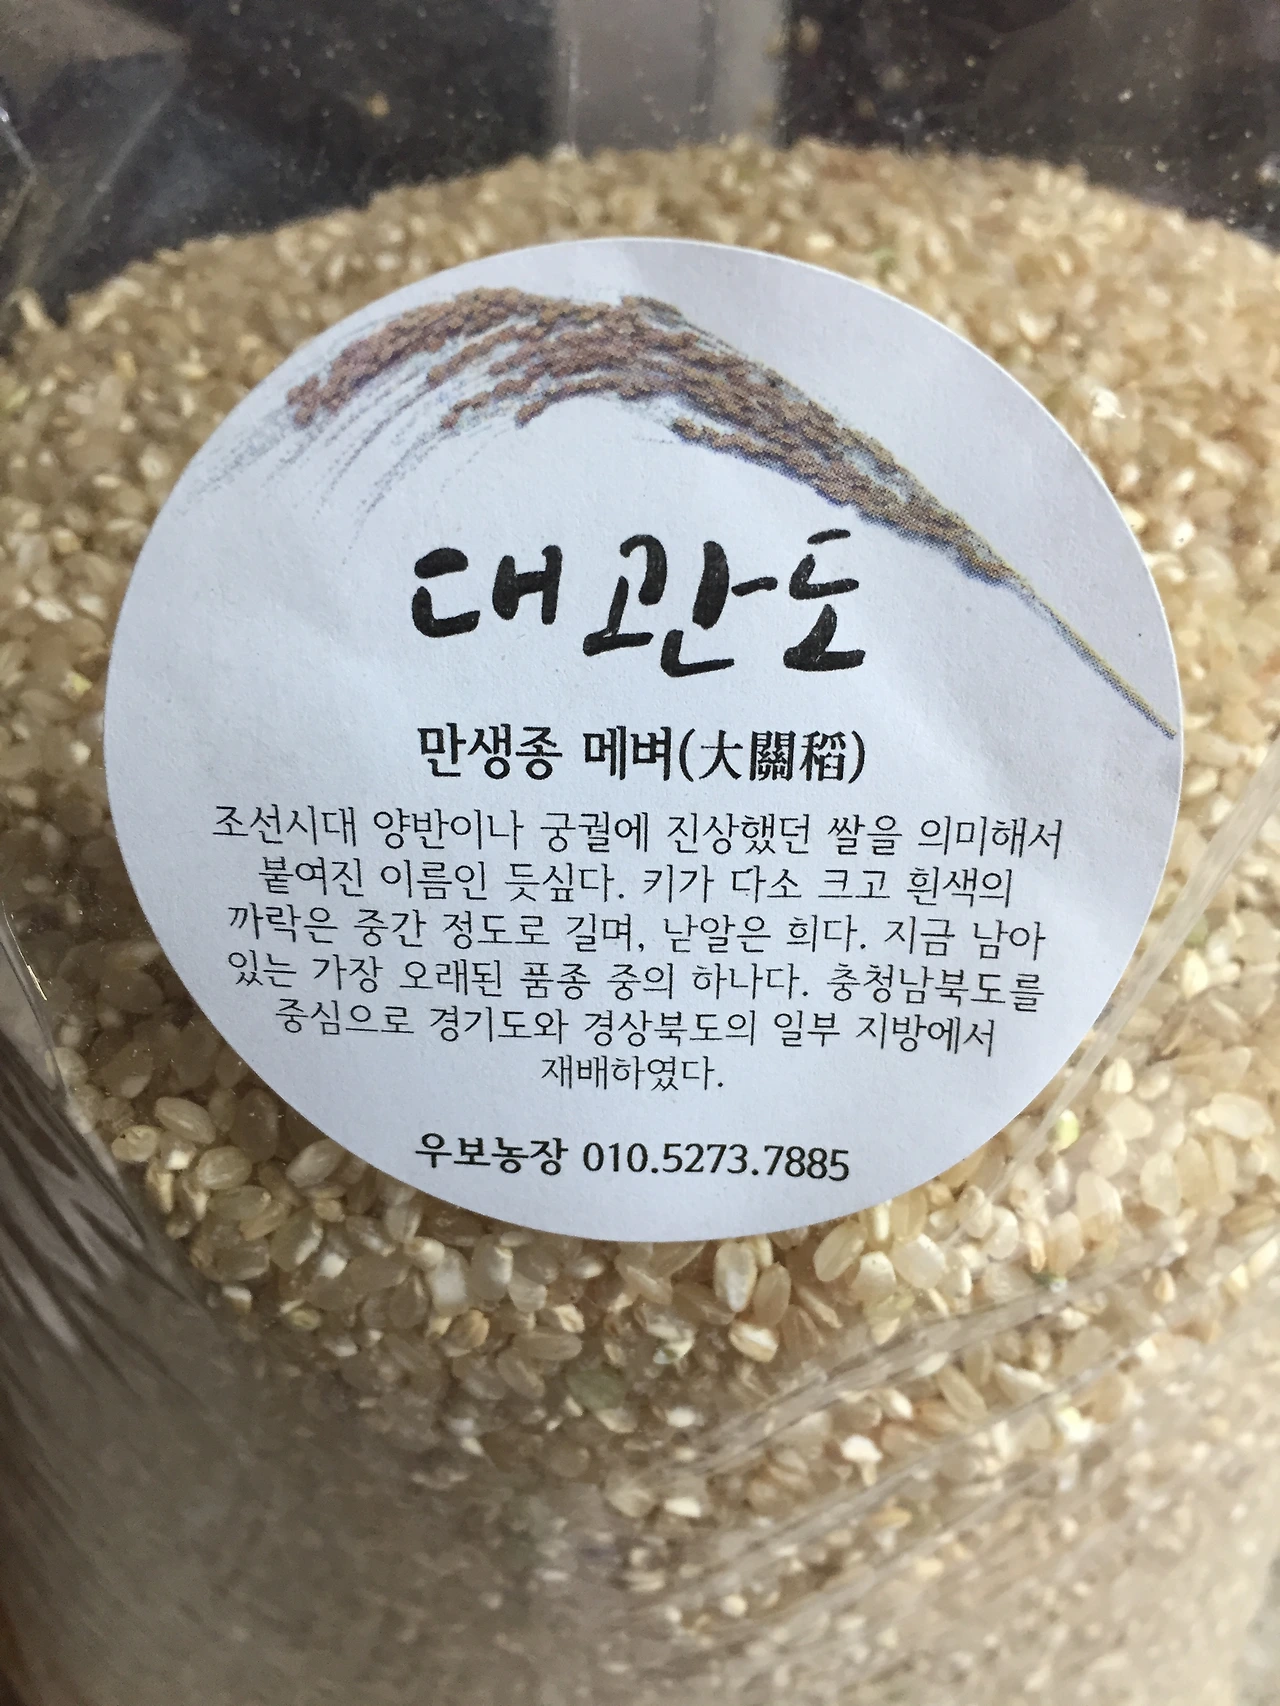 대관도
만생종 메벼(大關稻)
조선시대 양반이나 궁궐에 진상했던 쌀을 의미해서
붙여진 이름인 듯싶다. 키가 다소 크고 흰색의
까락은 중간 정도로 길며, 낟알은 희다. 지금 남아
있는 가장 오래된 품종 중의 하나다. 충청남북도를
중심으로 경기도와 경상북도의 일부 지방에서
재배하였다.
우보농장 010.5273.7885